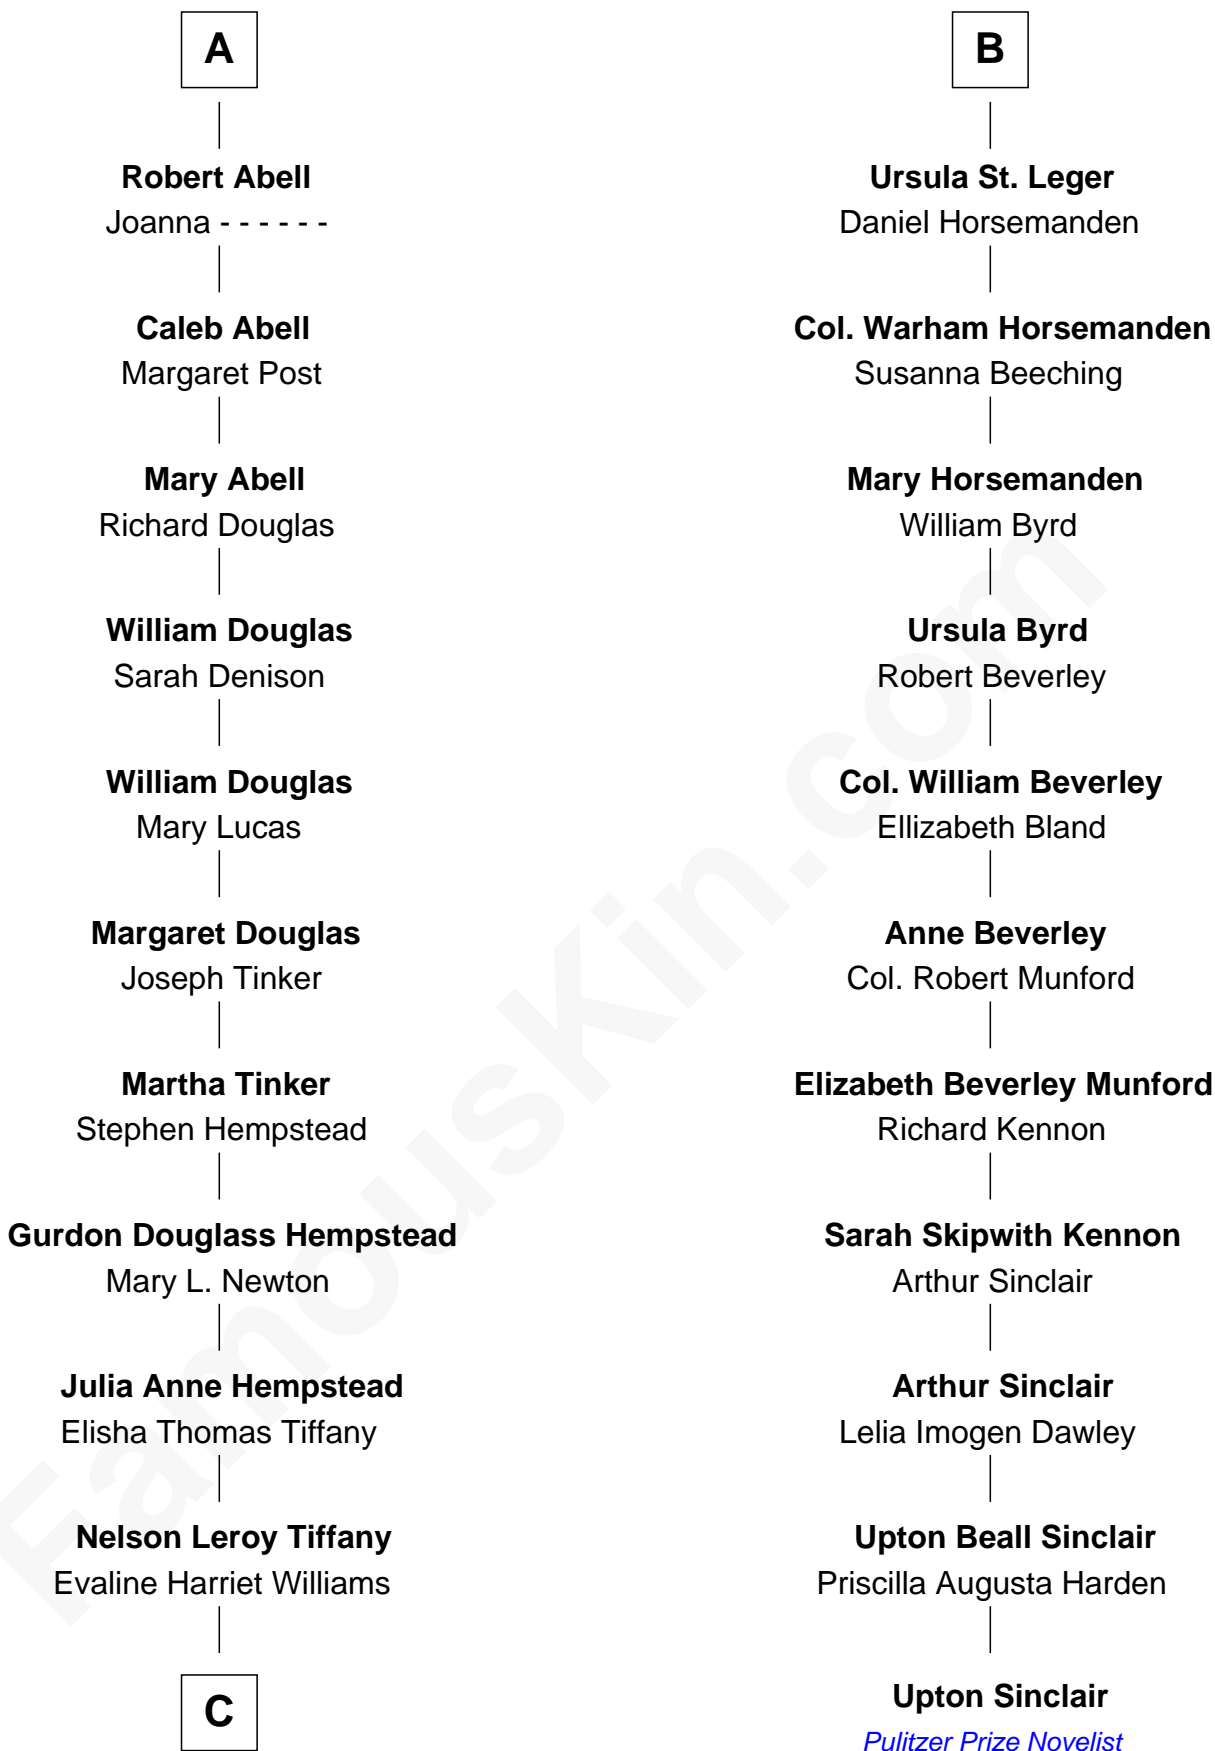 A
Robert Abell
Joanna - - - - - -
Caleb Abell
Margaret Post
Mary Abell
Richard Douglas
William Douglas
Sarah Denison
William Douglas
Mary Lucas
Margaret Douglas
Joseph Tinker
Martha Tinker
Stephen Hempstead
Gurdon Douglass Hempstead
Mary L. Newton
Julia Anne Hempstead
Elisha Thomas Tiffany
Nelson Leroy Tiffany
Evaline Harriet Williams
C
B
Ursula St. Leger
Daniel Horsemanden
Col. Warham Horsemanden
Susanna Beeching
Mary Horsemanden
William Byrd
Ursula Byrd
Robert Beverley
Col. William Beverley
Ellizabeth Bland
Anne Beverley
Col. Robert Munford
Elizabeth Beverley Munford
Richard Kennon
Sarah Skipwith Kennon
Arthur Sinclair
Arthur Sinclair
Lelia Imogen Dawley
Upton Beall Sinclair
Priscilla Augusta Harden
Upton Sinclair
Pulitzer Prize Novelist
FamousKin.com